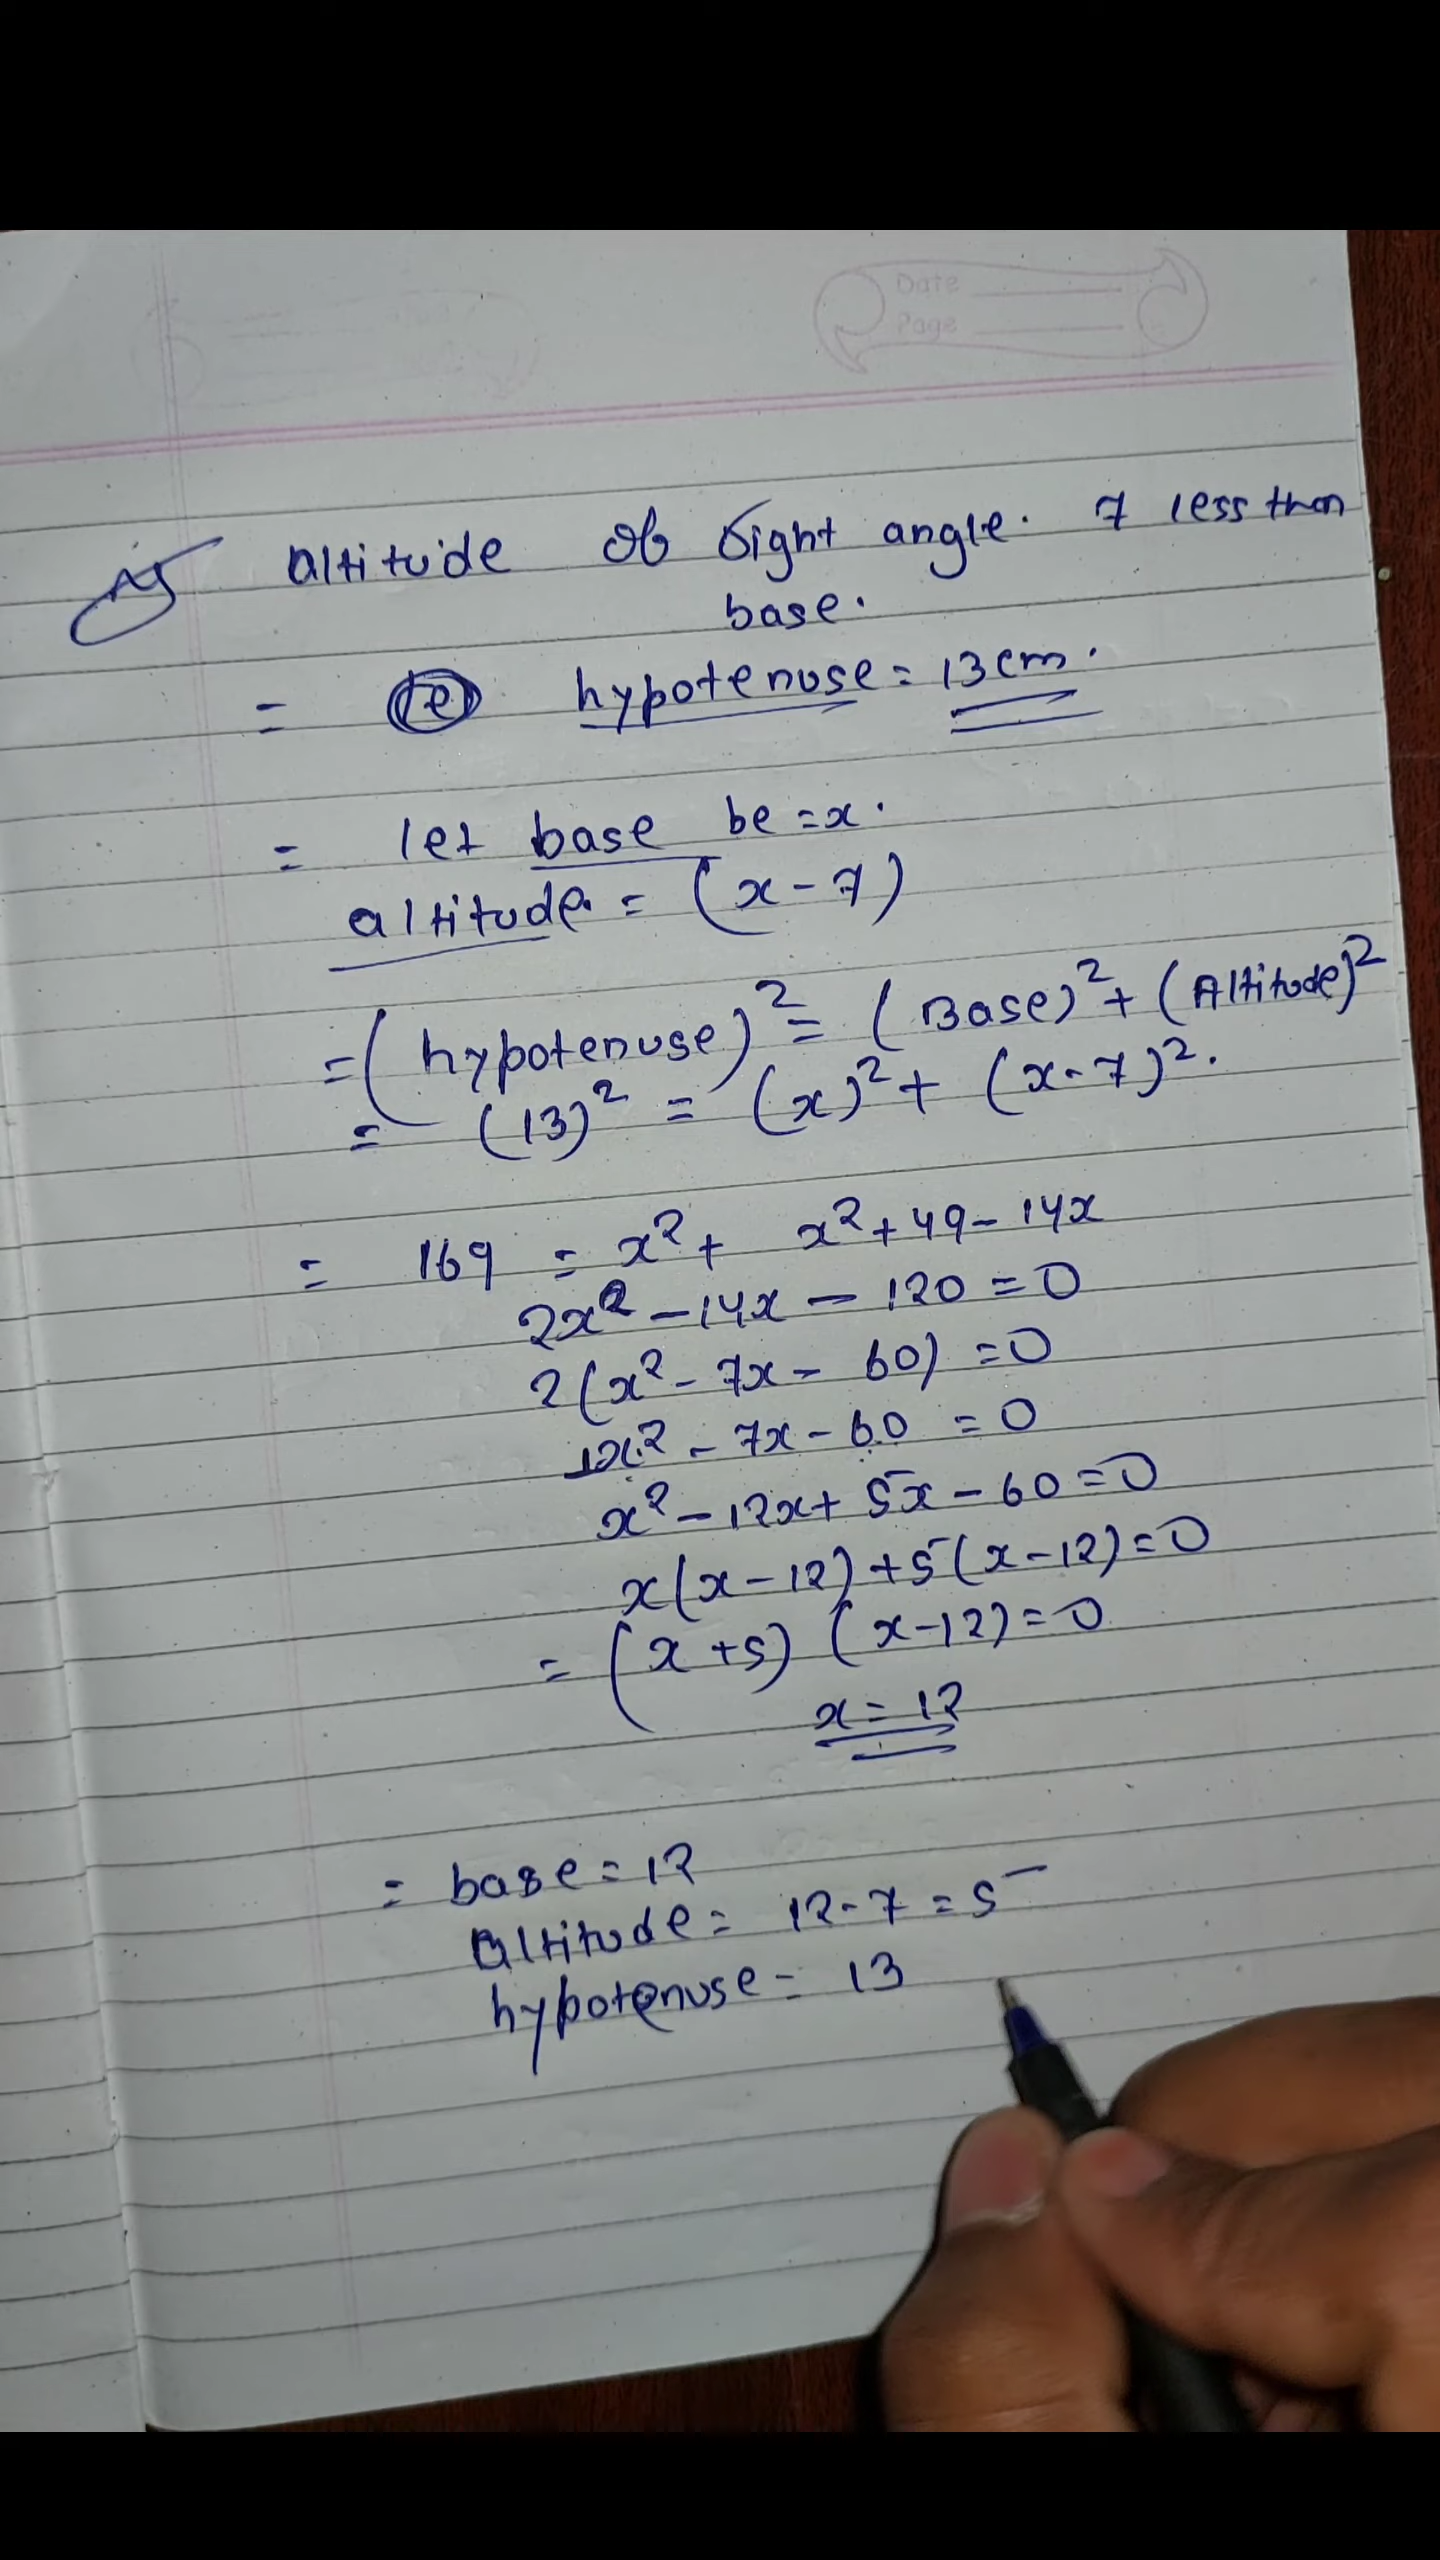 Date
Page
Altitude of right angle. 7 less than
base.
= hypotenuse = 13cm.
= let base be = x.
altitude = (x - 7)
= (hypotenuse)² = (Base)² + (Altitude)²
= (13)² = (x)² + (x - 7)².
= 169 = x² + x² + 49 - 14x
2x² - 14x - 120 = 0
2(x² - 7x - 60) = 0
1x² - 7x - 60 = 0
x² - 12x + 5x - 60 = 0
x(x - 12) + 5(x - 12) = 0
= (x + 5) (x - 12) = 0
x = 12
= base = 12
Altitude = 12 - 7 = 5
hypotenuse = 13